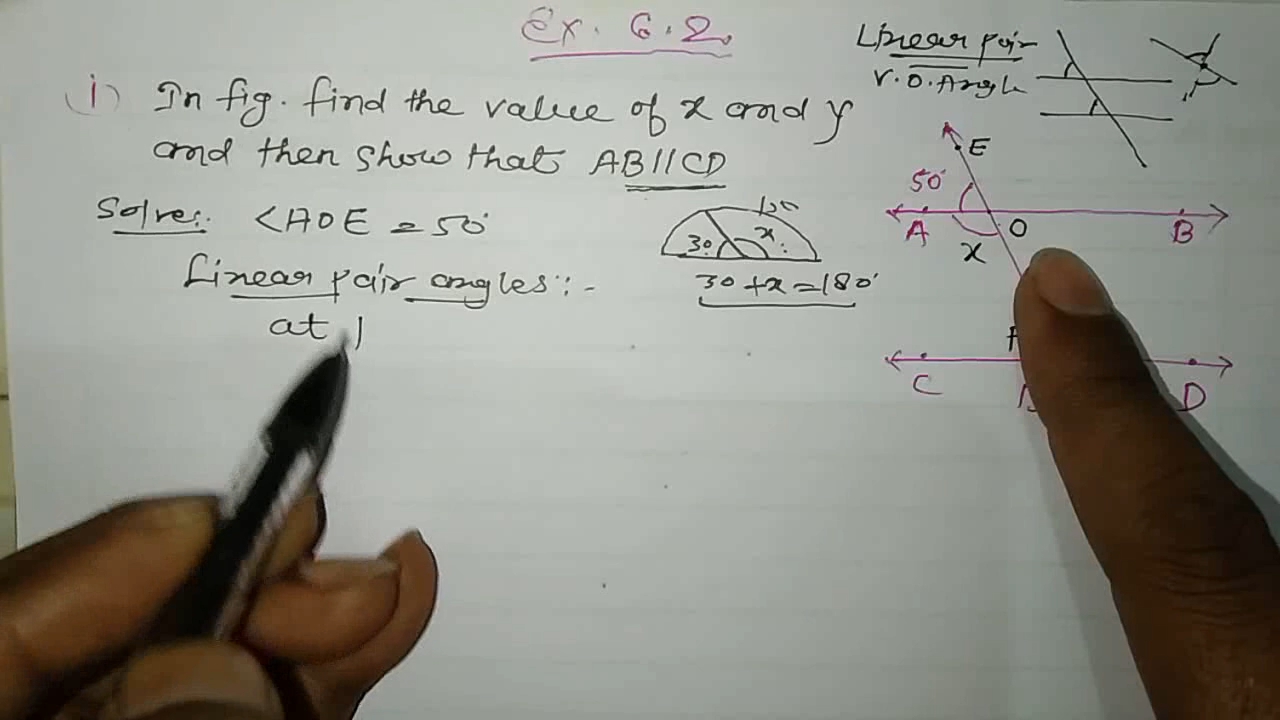 Ex. 6.2.
(i) In fig. find the value of x and y
and then show that AB//CD
Solve:. <AOE = 50°
Linear pair angles:-
at
30 x.
30 +x=180°
Linear pair
V.O.Angle
E
50°
A O B
x
C D